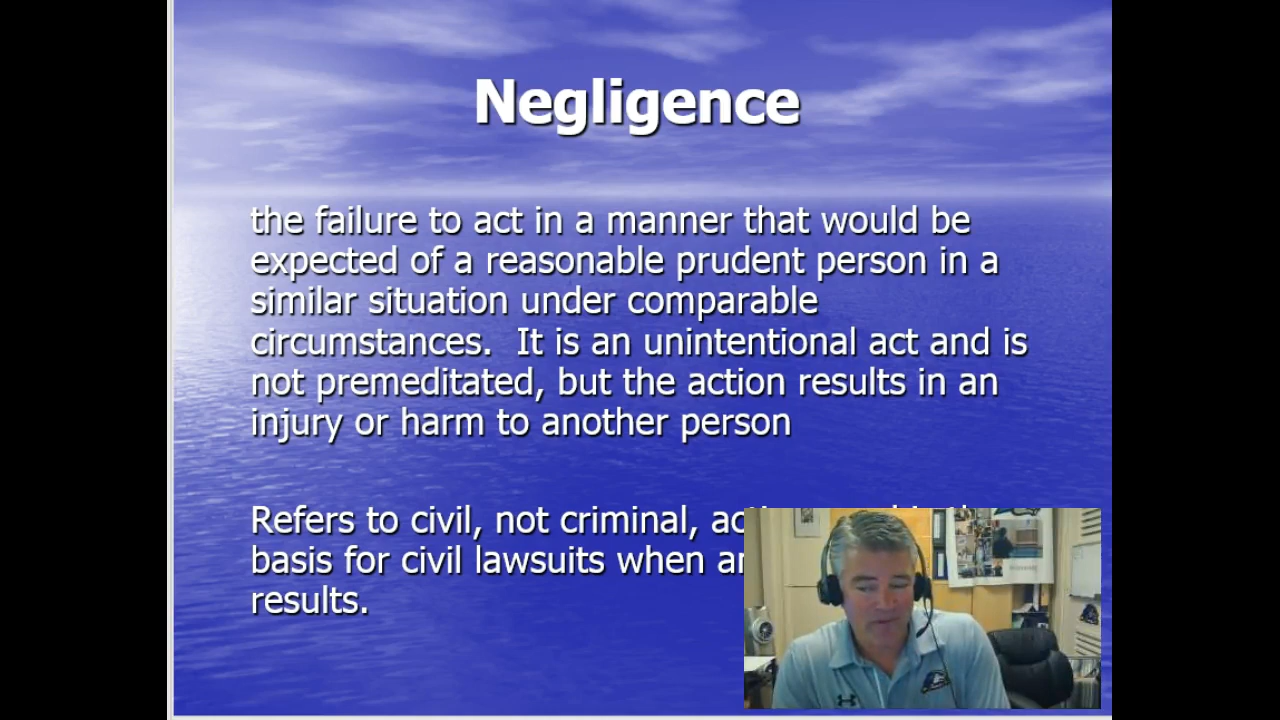 Negligence
the failure to act in a manner that would be
expected of a reasonable prudent person in a
similar situation under comparable
circumstances.  It is an unintentional act and is
not premeditated, but the action results in an
injury or harm to another person
Refers to civil, not criminal,
basis for civil lawsuits when
results.